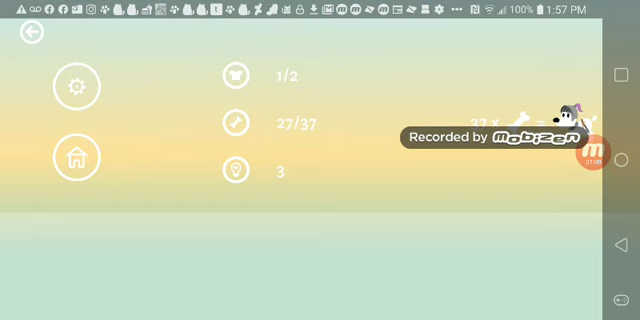 100% 1:57 PM
1/2
27/37
37 x =
Recorded by mobizen
3